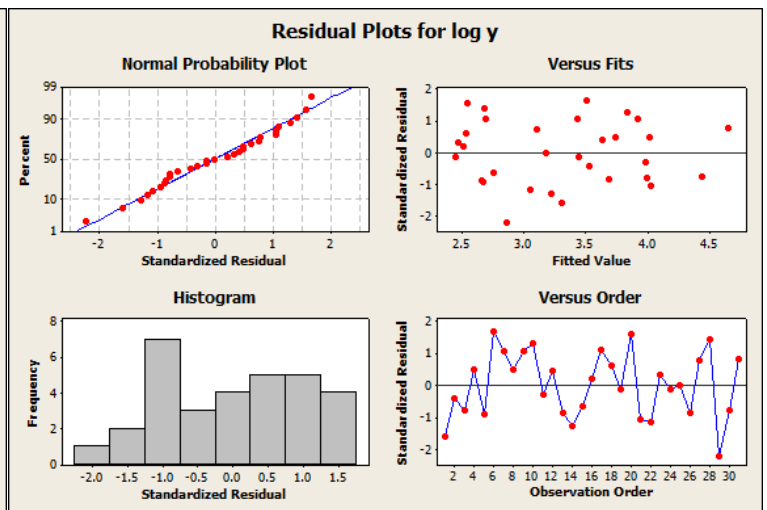 Residual Plots for log y
Normal Probability Plot
99
90
50
10
1
Percent
-2 -1 0 1 2
Standardized Residual
Versus Fits
2
1
0
-1
-2
Standardized Residual
2.5 3.0 3.5 4.0 4.5
Fitted Value
Histogram
8
6
4
2
0
Frequency
-2.0 -1.5 -1.0 -0.5 0.0 0.5 1.0 1.5
Standardized Residual
Versus Order
2
1
0
-1
-2
Standardized Residual
2 4 6 8 10 12 14 16 18 20 22 24 26 28 30
Observation Order